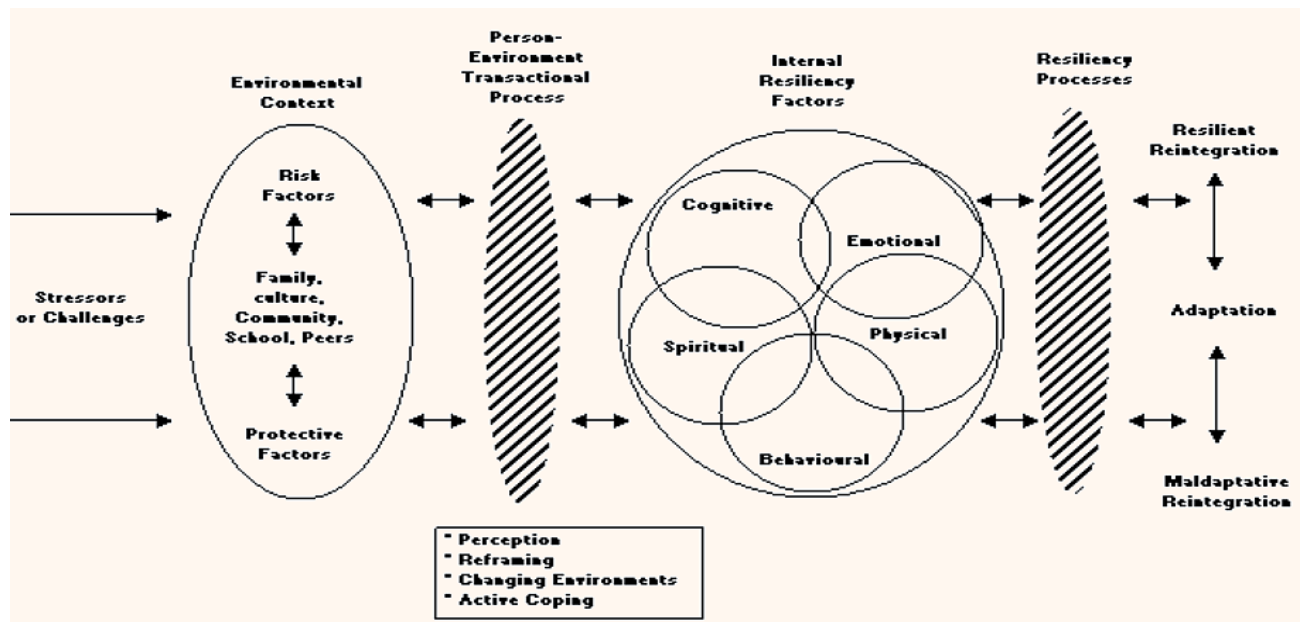 Stressors
or Challenges
Environmental
Context
Risk
Factors
Family,
culture,
Community,
School, Peers
Protective
Factors
Person-
Environment
Transactional
Process
" Perception
" Reframing
" Changing Environments
" Active Coping
Internal
Resiliency
Factors
Cognitive
Emotional
Spiritual
Physical
Behavioural
Resiliency
Processes
Resilient
Reintegration
Adaptation
Maldaptative
Reintegration